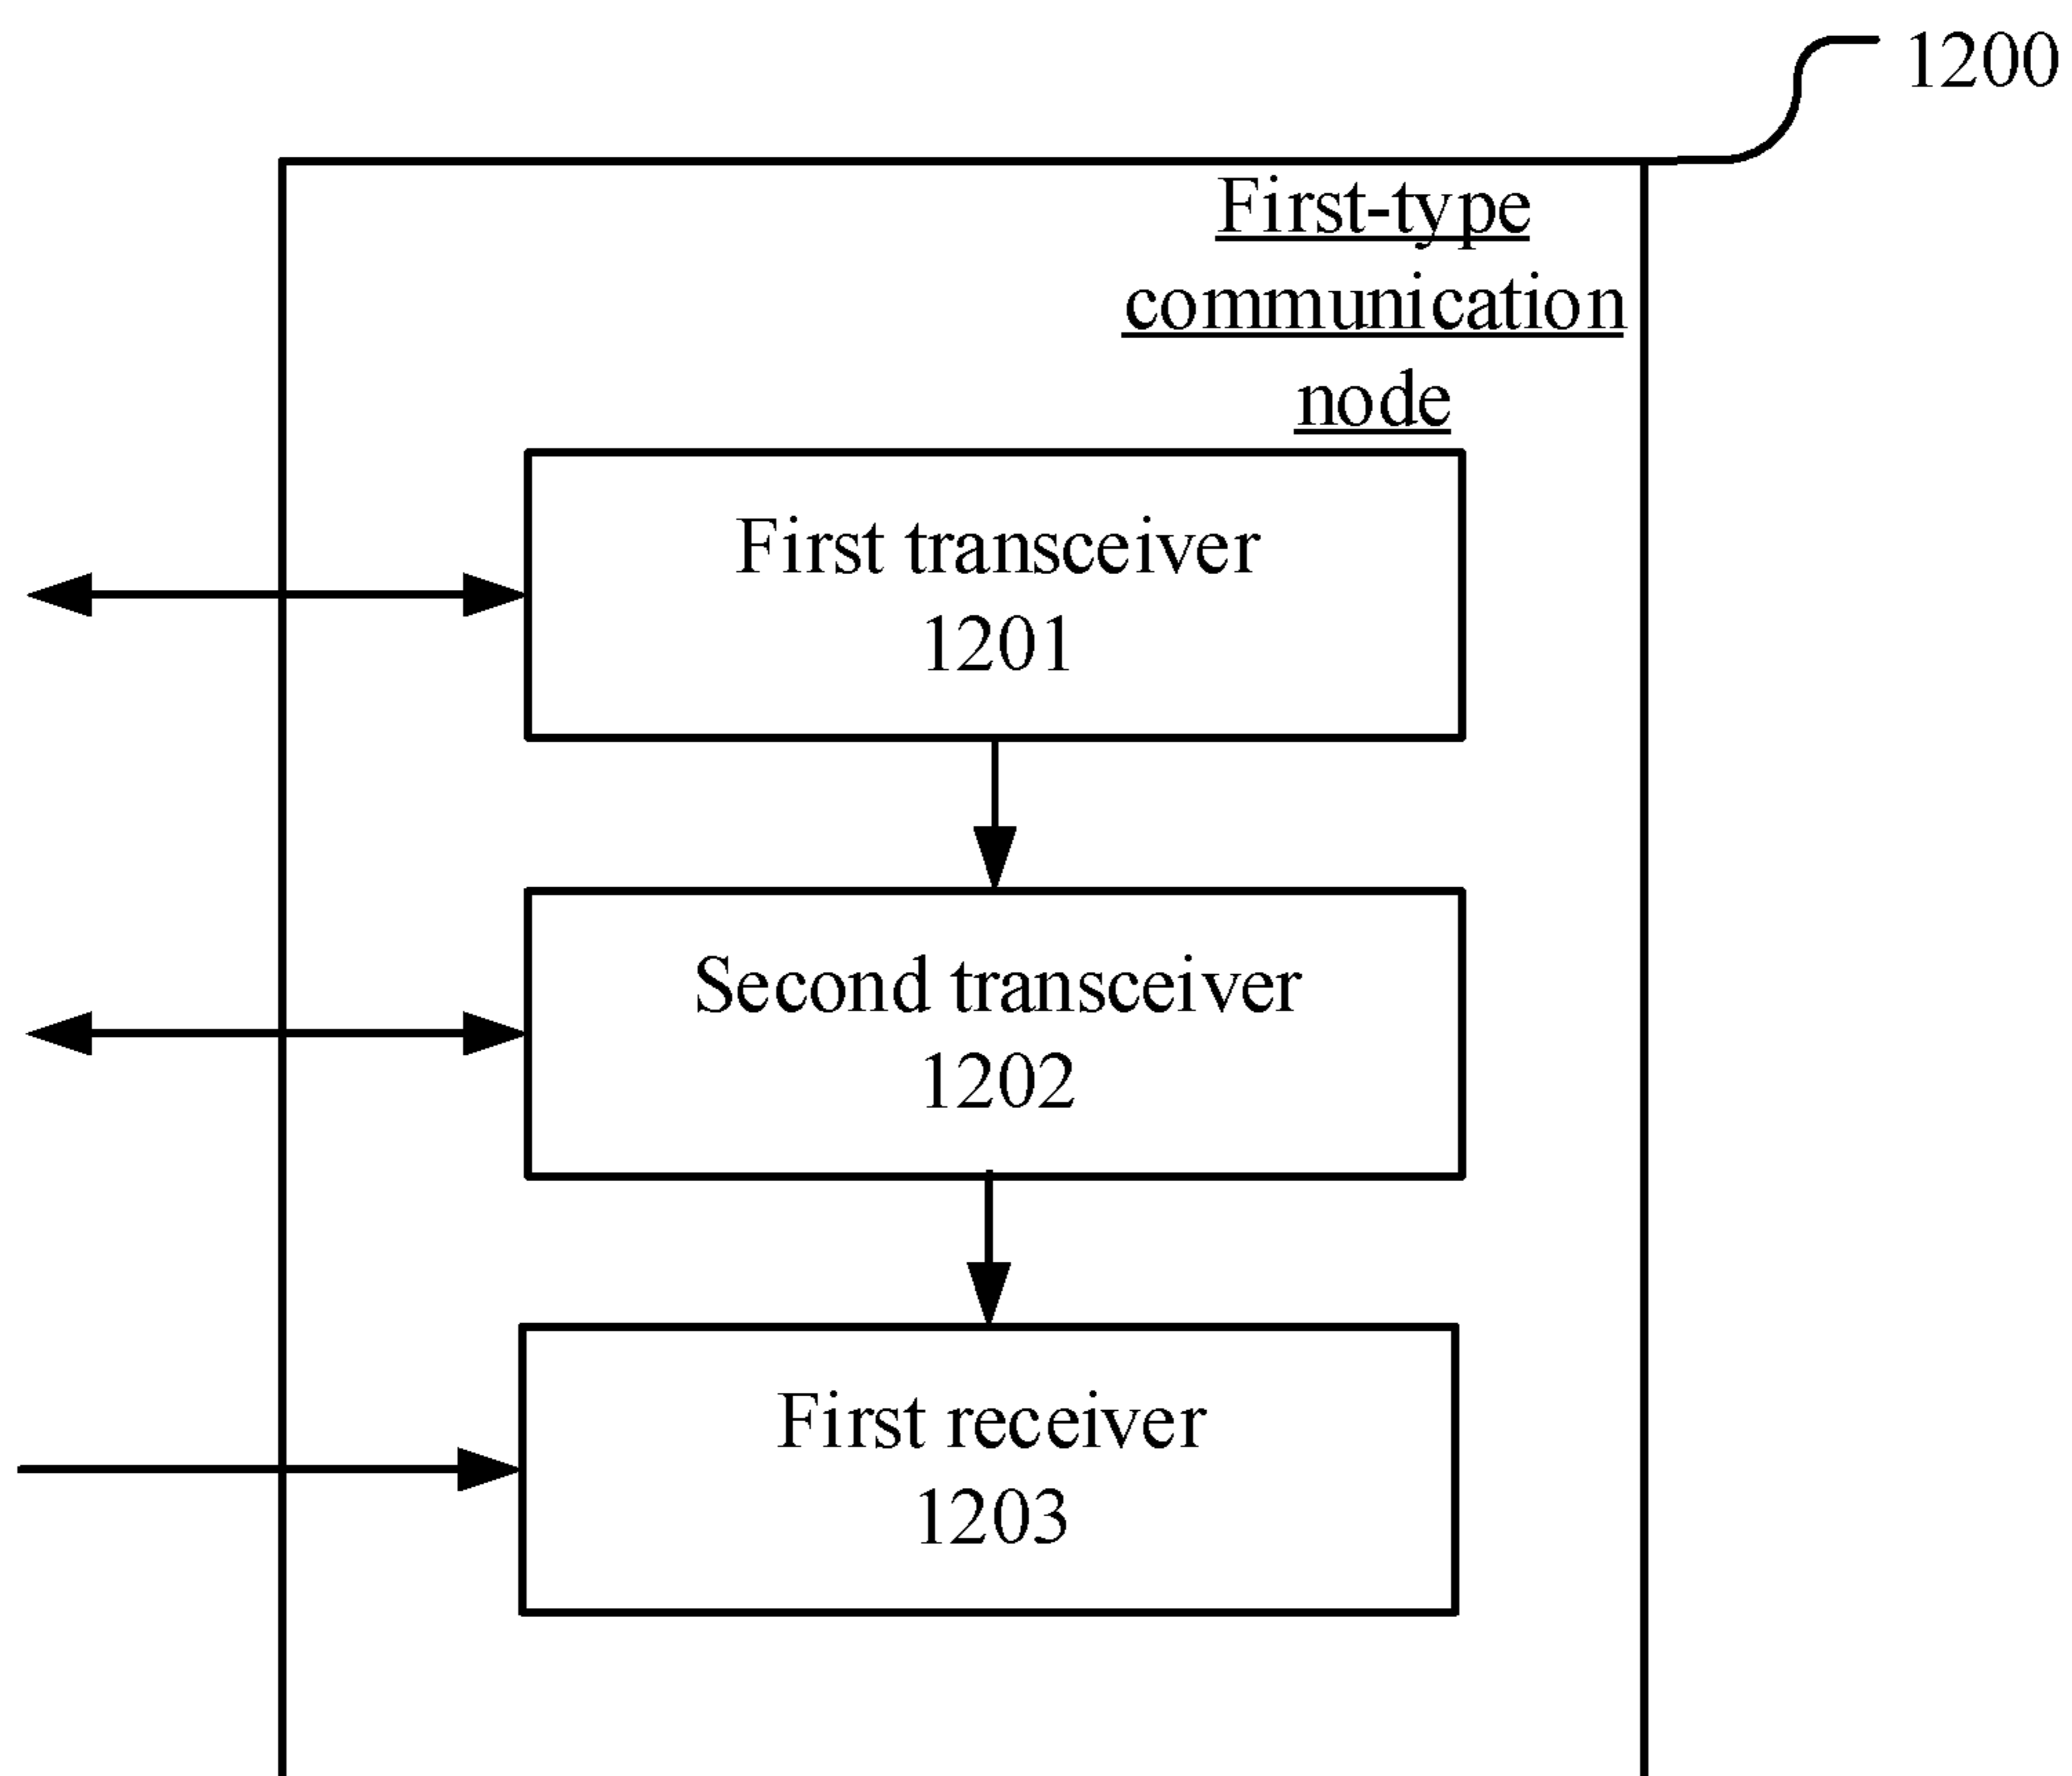 1200
First-type
communication
node
First transceiver
1201
Second transceiver
1202
First receiver
1203